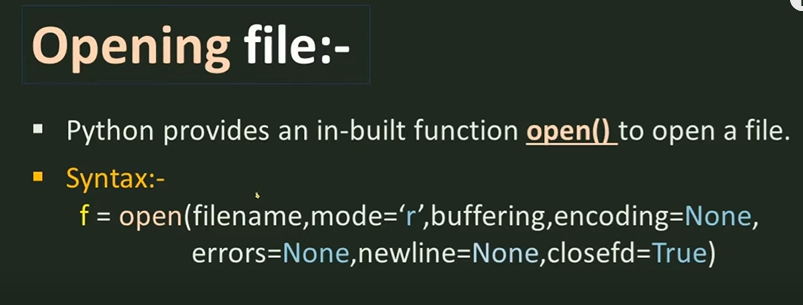 Opening file:-
▪ Python provides an in-built function open() to open a file.
▪ Syntax:-
f = open(filename,mode=‘r’,buffering,encoding=None,
errors=None,newline=None,closefd=True)